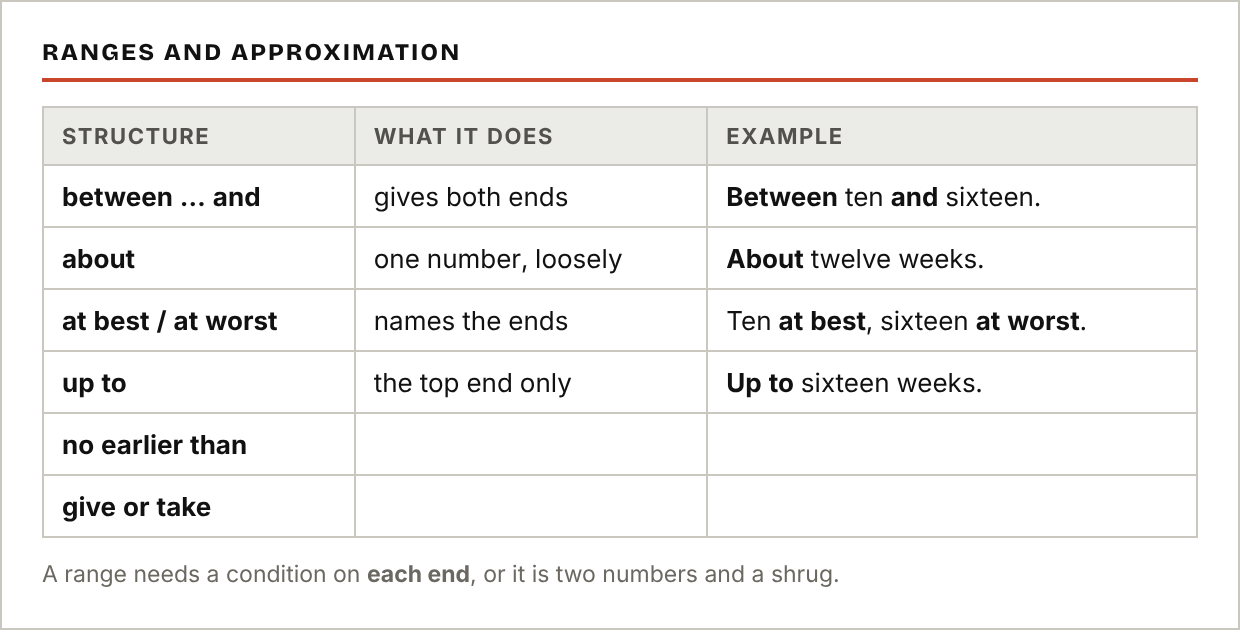 RANGES AND APPROXIMATION
STRUCTURE WHAT IT DOES EXAMPLE
between … and gives both ends Between ten and sixteen.
about one number, loosely About twelve weeks.
at best / at worst names the ends Ten at best, sixteen at worst.
up to the top end only Up to sixteen weeks.
no earlier than
give or take
A range needs a condition on each end, or it is two numbers and a shrug.